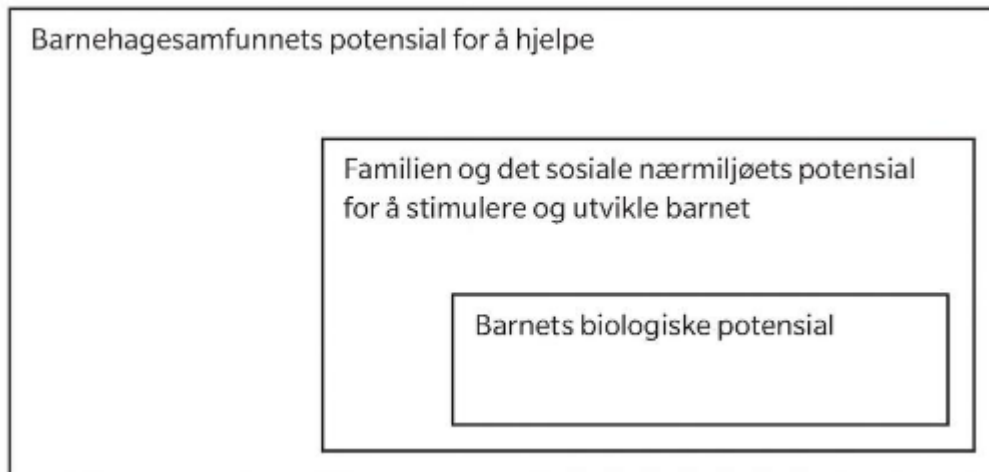 Barnehagesamfunnets potensial for å hjelpe
Familien og det sosiale nærmiljøets potensial
for å stimulere og utvikle barnet
Barnets biologiske potensial